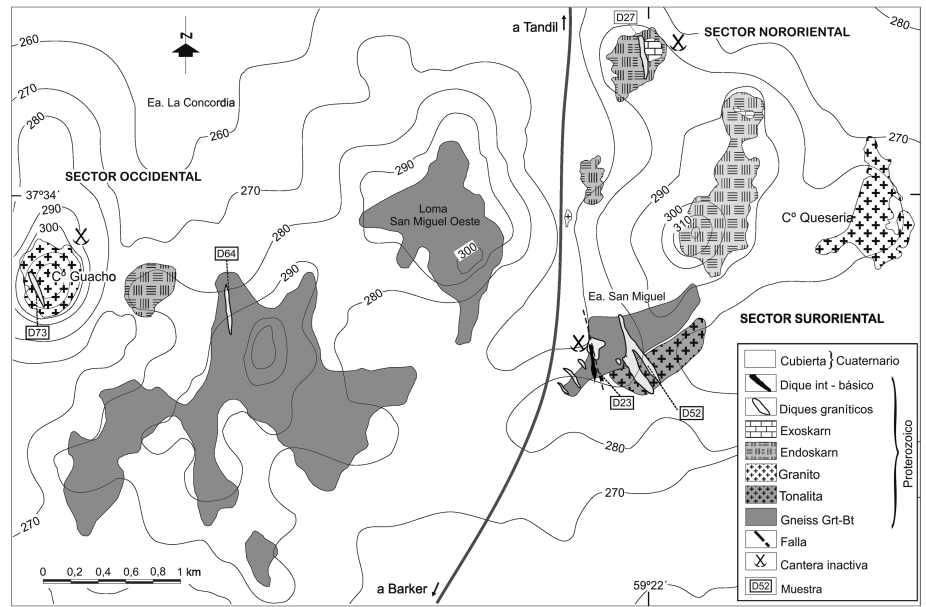 a Tandil
D27
SECTOR NORORIENTAL
280
260
N
270
Ea. La Concordia
280
260
270
290
SECTOR OCCIDENTAL
37º34´
270
290
290
Loma
San Miguel Oeste
Cº Queseria
300
300
310
280
D64
300
Cº Guacho
290
280
Ea. San Miguel
D73
SECTOR SURORIENTAL
Cubierta } Cuaternario
Dique int - básico
Diques graníticos
Exoskarn
Endoskarn
Granito
Tonalita
Gneiss Grt-Bt
Proterozoico
Falla
Cantera inactiva
D52 Muestra
D23
D52
280
270
270
0 0,2 0,4 0,6 0,8 1 km
a Barker
59º22´